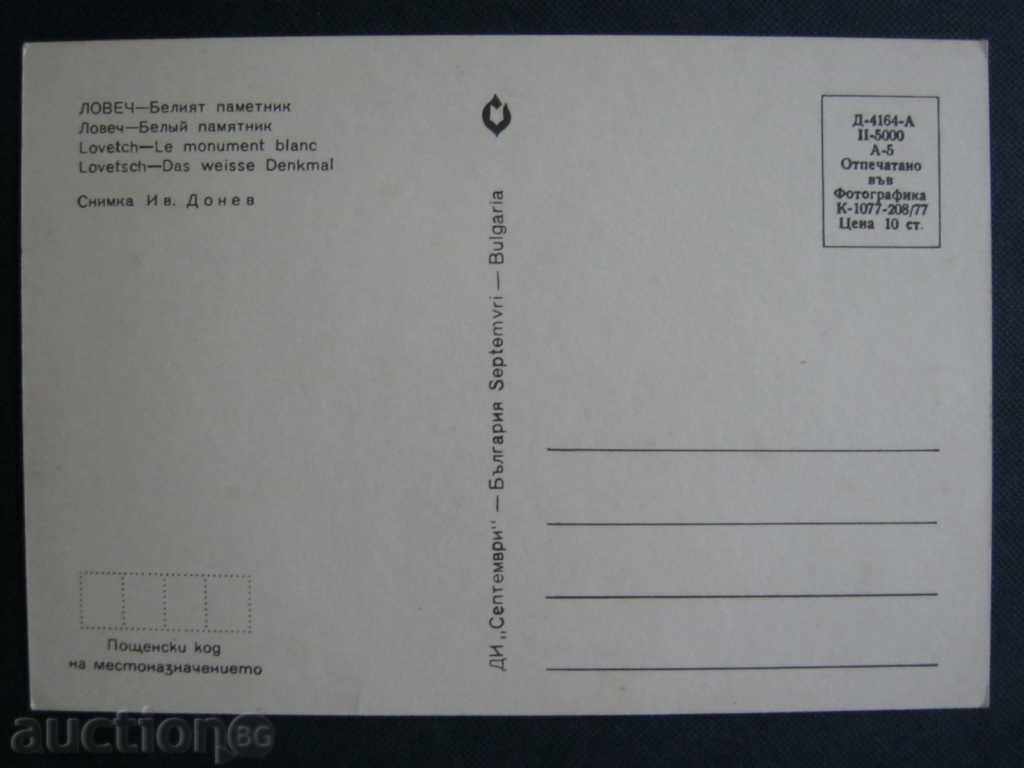 ЛОВЕЧ—Белият паметник
Ловеч—Белый памятник
Lovetch—Le monument blanc
Lovetsch—Das weisse Denkmal
Снимка Ив. Донев
ДИ „Септември" — България Septemvri — Bulgaria
Д-4164-А
II-5000
А-5
Отпечатано
във
Фотографика
К-1077-208/77
Цена 10 ст.
Пощенски код
на местоназначението
auctionBG